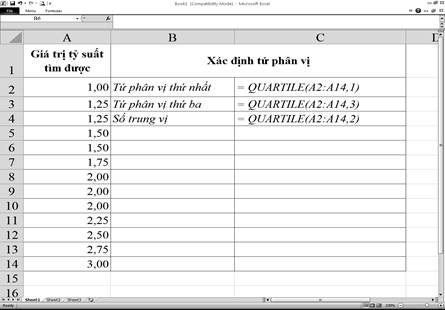 Book1 [Compatibility Mode] - Microsoft Excel
File Menu Formulas
B6
A B C D
1 Giá trị tỷ suất tìm được Xác định tứ phân vị
2 1,00 Tứ phân vị thứ nhất = QUARTILE(A2:A14,1)
3 1,25 Tứ phân vị thứ ba = QUARTILE(A2:A14,3)
4 1,25 Số trung vị = QUARTILE(A2:A14,2)
5 1,50
6 1,50
7 1,75
8 2,00
9 2,00
10 2,00
11 2,25
12 2,50
13 2,75
14 3,00
15
16
Sheet1 Sheet2 Sheet3
Ready